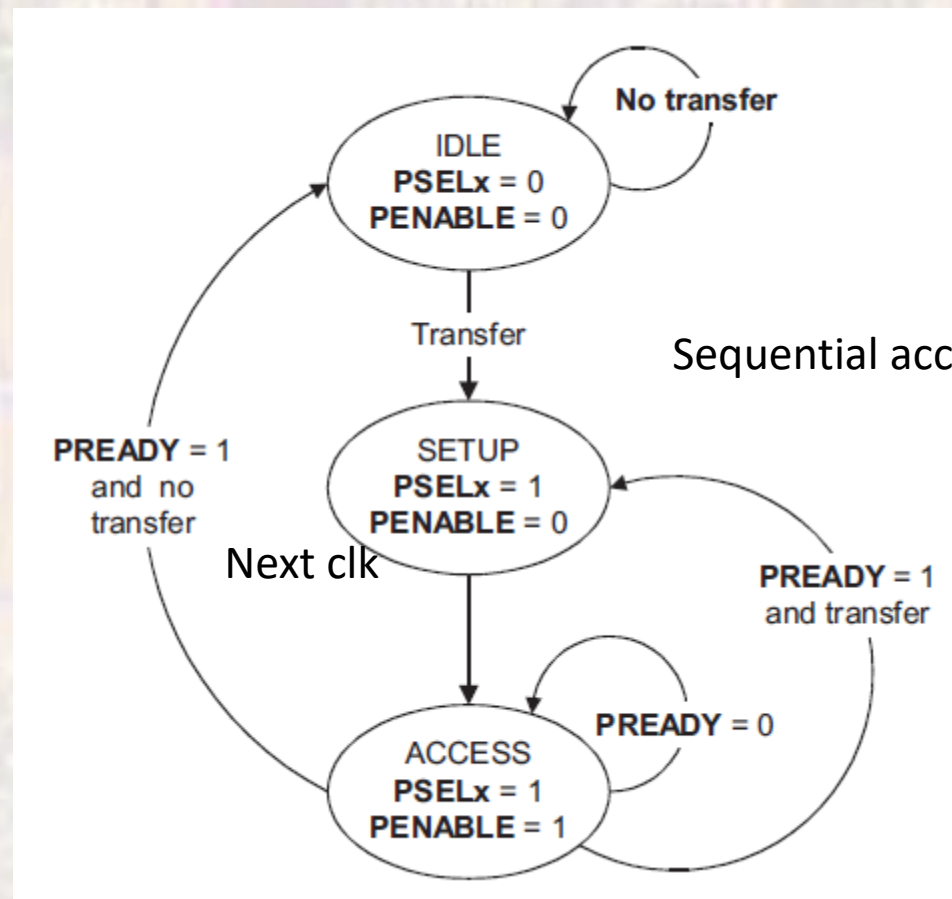 No transfer
IDLE
PSELx = 0
PENABLE = 0
Transfer
Sequential acc
SETUP
PSELx = 1
PENABLE = 0
PREADY = 1
and no
transfer
Next clk
PREADY = 1
and transfer
PREADY = 0
ACCESS
PSELx = 1
PENABLE = 1